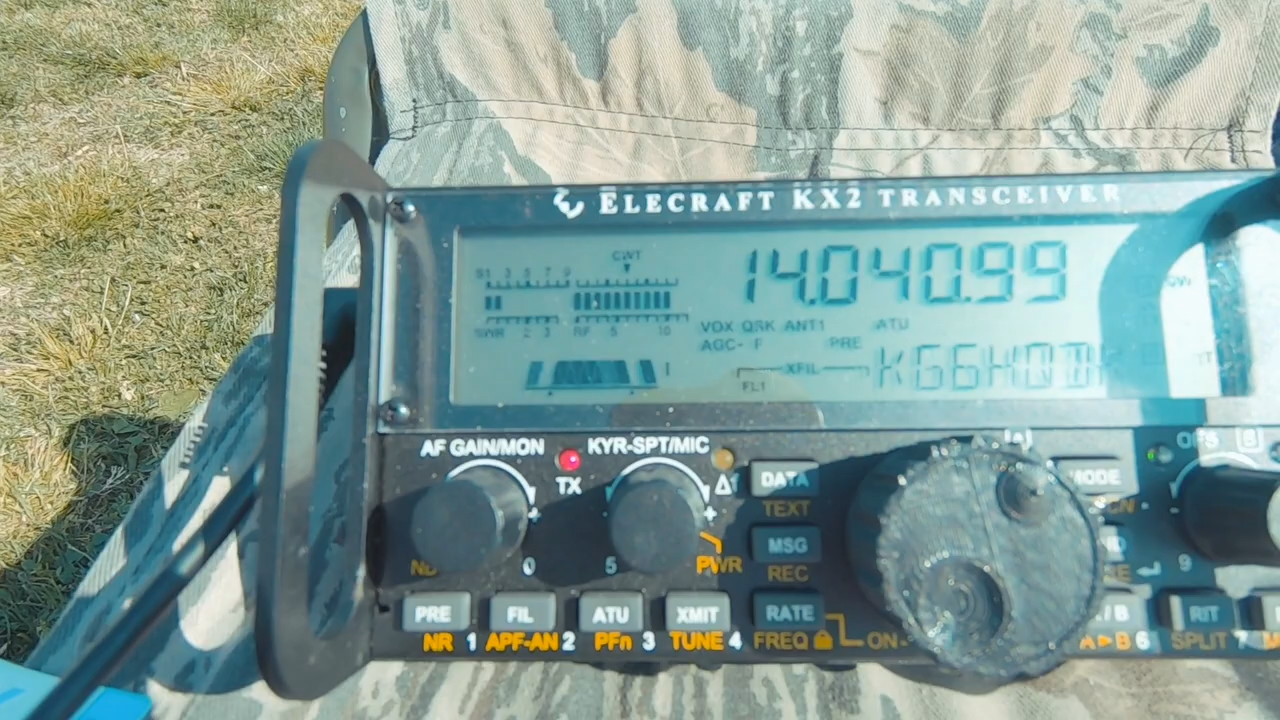 ELECRAFT KX2 TRANSCEIVER
CWT
S1 3 5 7 9
14.040.99
SWR 2 3 RF 5 10
VOX QSK ANT1 ATU
AGC- F PRE
XFIL
FL1
I
AF GAIN/MON KYR-SPT/MIC
TX
DATA
MODE
OFS B
TEXT
MSG
0 5 PWR
REC
9
PRE FIL ATU XMIT RATE
RIT
NR 1 APF-AN 2 PFn 3 TUNE 4 FREQ ON
A▶B 6 SPLIT 7